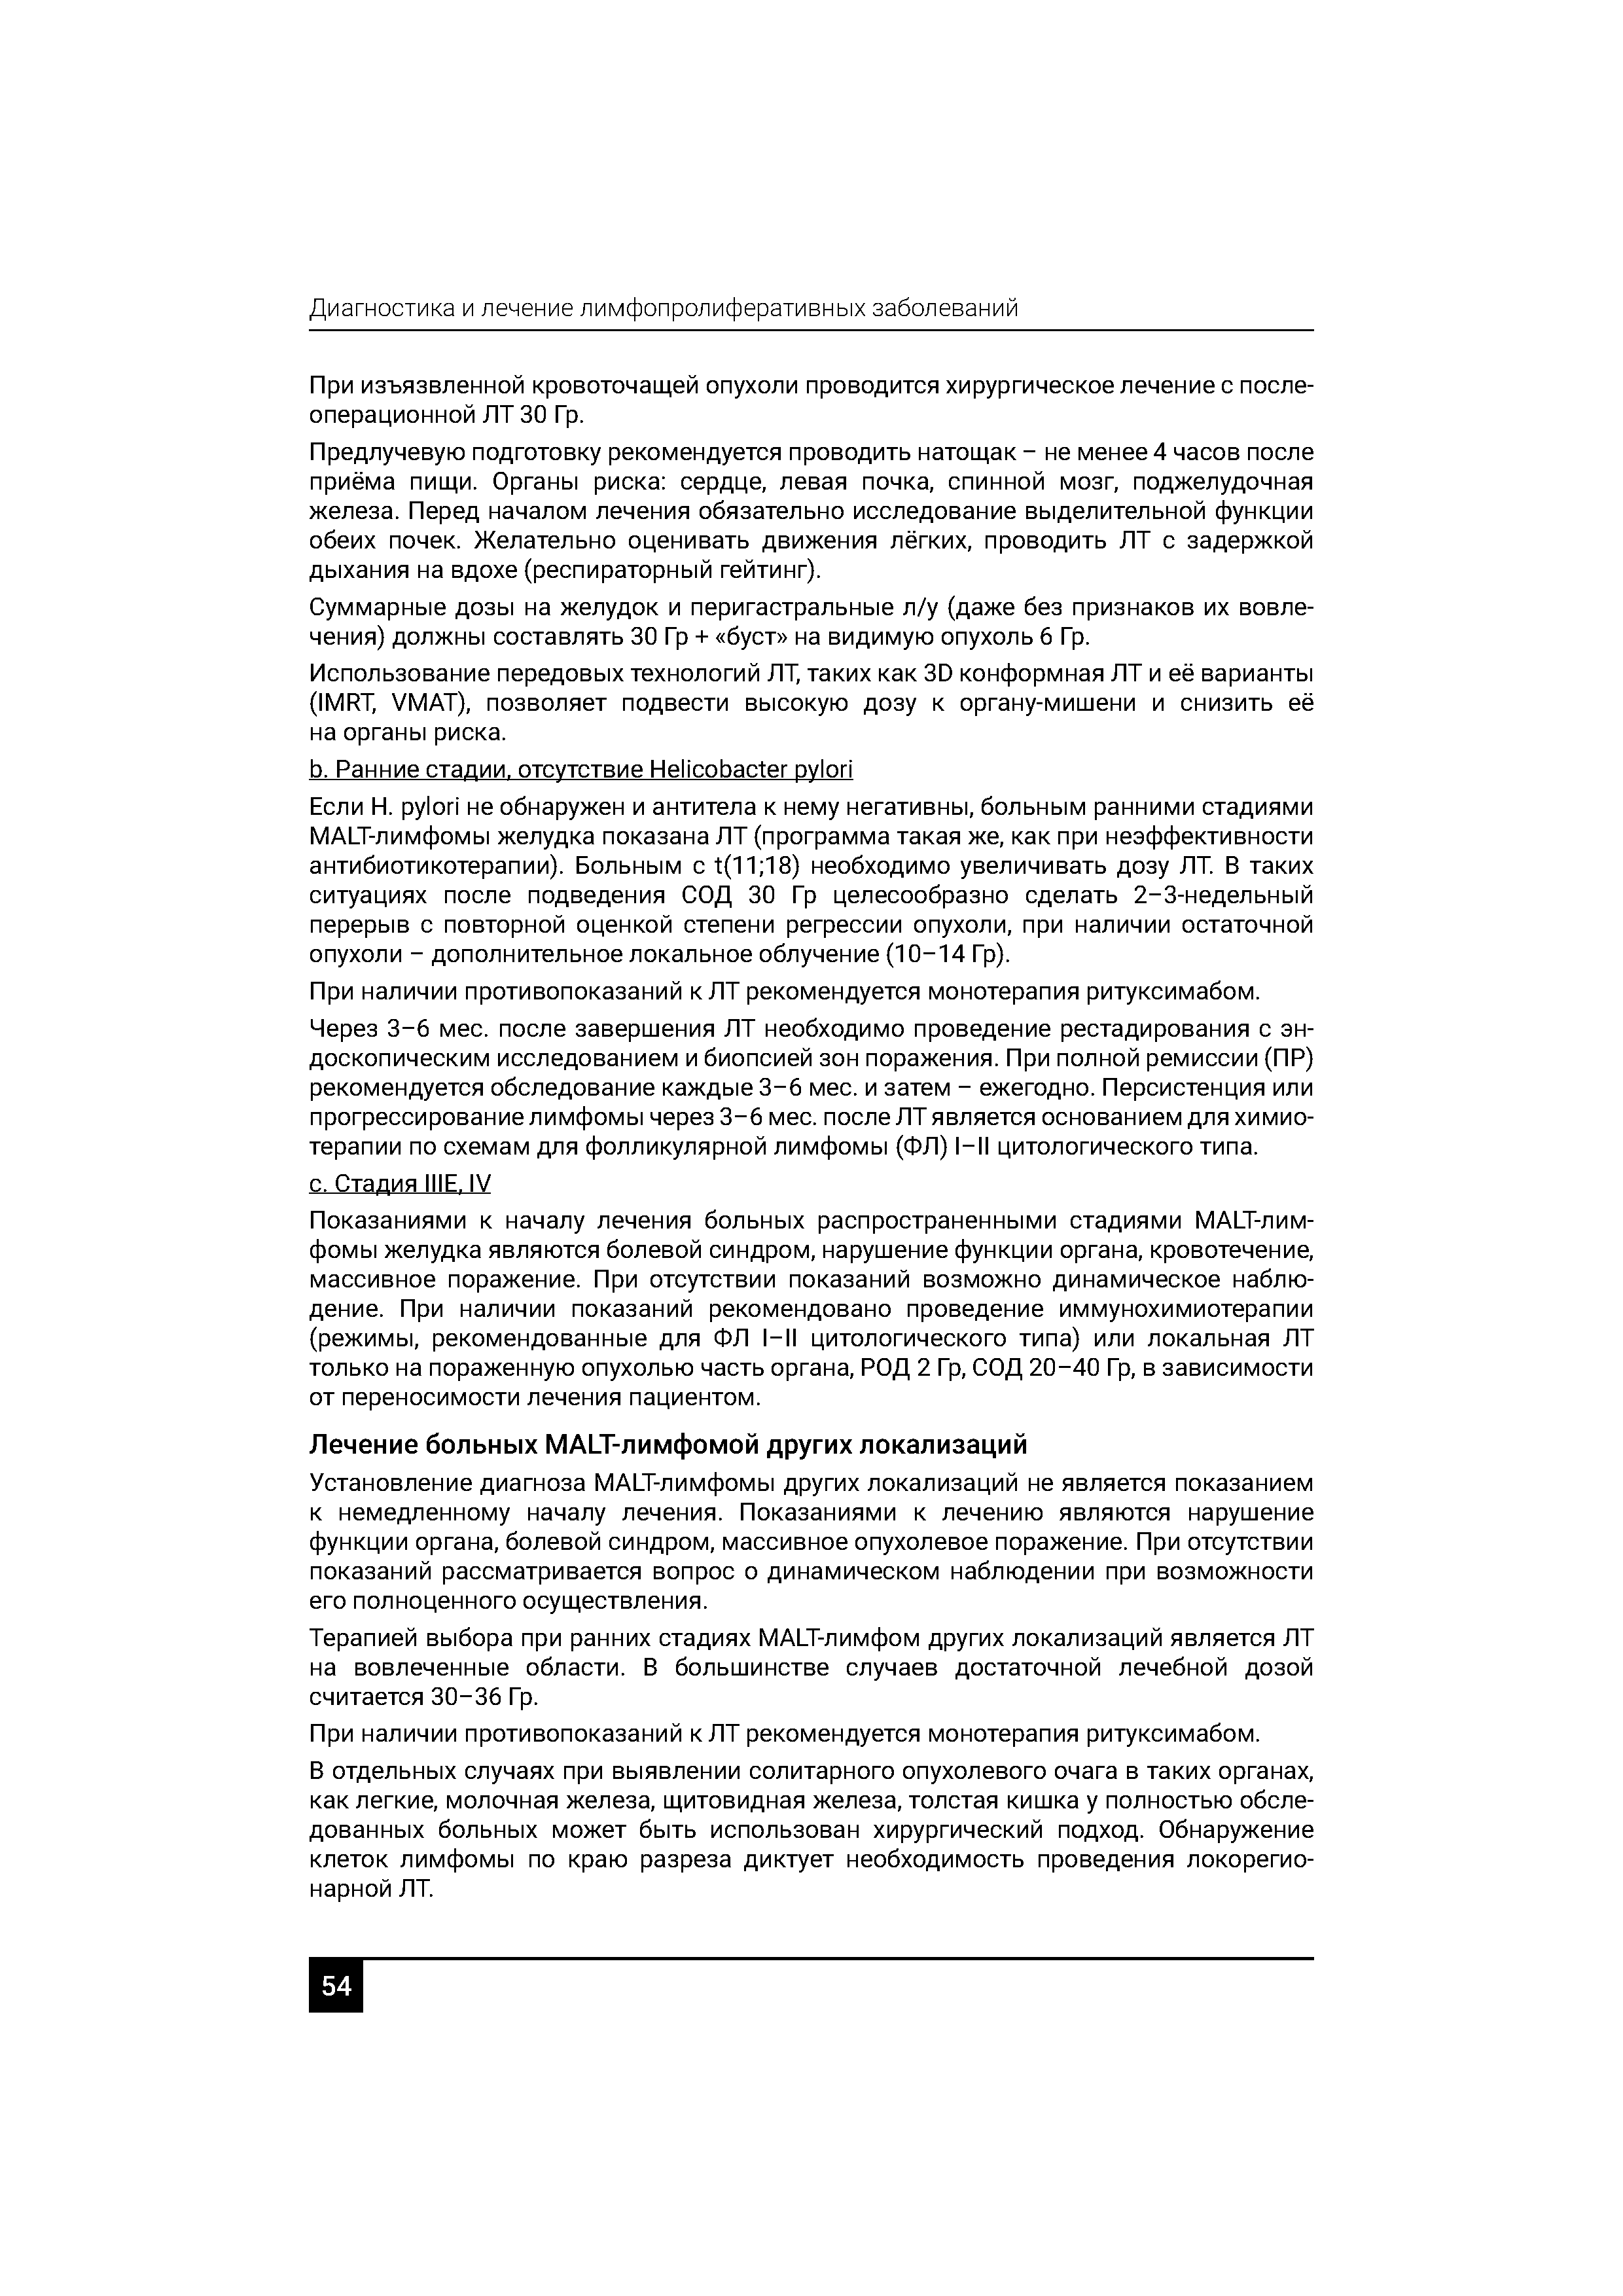 Диагностика и лечение лимфопролиферативных заболеваний
При изъязвленной кровоточащей опухоли проводится хирургическое лечение с после-
операционной ЛТ 30 Гр.
Предлучевую подготовку рекомендуется проводить натощак – не менее 4 часов после
приёма пищи. Органы риска: сердце, левая почка, спинной мозг, поджелудочная
железа. Перед началом лечения обязательно исследование выделительной функции
обеих почек. Желательно оценивать движения лёгких, проводить ЛТ с задержкой
дыхания на вдохе (респираторный гейтинг).
Суммарные дозы на желудок и перигастральные л/у (даже без признаков их вовле-
чения) должны составлять 30 Гр + «буст» на видимую опухоль 6 Гр.
Использование передовых технологий ЛТ, таких как 3D конформная ЛТ и её варианты
(IMRT, VMAT), позволяет подвести высокую дозу к органу-мишени и снизить её
на органы риска.
b. Ранние стадии, отсутствие Helicobacter pylori
Если H. pylori не обнаружен и антитела к нему негативны, больным ранними стадиями
MALT-лимфомы желудка показана ЛТ (программа такая же, как при неэффективности
антибиотикотерапии). Больным с t(11;18) необходимо увеличивать дозу ЛТ. В таких
ситуациях после подведения СОД 30 Гр целесообразно сделать 2–3-недельный
перерыв с повторной оценкой степени регрессии опухоли, при наличии остаточной
опухоли – дополнительное локальное облучение (10–14 Гр).
При наличии противопоказаний к ЛТ рекомендуется монотерапия ритуксимабом.
Через 3–6 мес. после завершения ЛТ необходимо проведение рестадирования с эн-
доскопическим исследованием и биопсией зон поражения. При полной ремиссии (ПР)
рекомендуется обследование каждые 3–6 мес. и затем – ежегодно. Персистенция или
прогрессирование лимфомы через 3–6 мес. после ЛТ является основанием для химио-
терапии по схемам для фолликулярной лимфомы (ФЛ) I–II цитологического типа.
c. Стадия IIIE, IV
Показаниями к началу лечения больных распространенными стадиями MALT-лим-
фомы желудка являются болевой синдром, нарушение функции органа, кровотечение,
массивное поражение. При отсутствии показаний возможно динамическое наблю-
дение. При наличии показаний рекомендовано проведение иммунохимиотерапии
(режимы, рекомендованные для ФЛ I–II цитологического типа) или локальная ЛТ
только на пораженную опухолью часть органа, РОД 2 Гр, СОД 20–40 Гр, в зависимости
от переносимости лечения пациентом.
Лечение больных MALT-лимфомой других локализаций
Установление диагноза MALT-лимфомы других локализаций не является показанием
к немедленному началу лечения. Показаниями к лечению являются нарушение
функции органа, болевой синдром, массивное опухолевое поражение. При отсутствии
показаний рассматривается вопрос о динамическом наблюдении при возможности
его полноценного осуществления.
Терапией выбора при ранних стадиях MALT-лимфом других локализаций является ЛТ
на вовлеченные области. В большинстве случаев достаточной лечебной дозой
считается 30–36 Гр.
При наличии противопоказаний к ЛТ рекомендуется монотерапия ритуксимабом.
В отдельных случаях при выявлении солитарного опухолевого очага в таких органах,
как легкие, молочная железа, щитовидная железа, толстая кишка у полностью обсле-
дованных больных может быть использован хирургический подход. Обнаружение
клеток лимфомы по краю разреза диктует необходимость проведения локорегио-
нарной ЛТ.
54